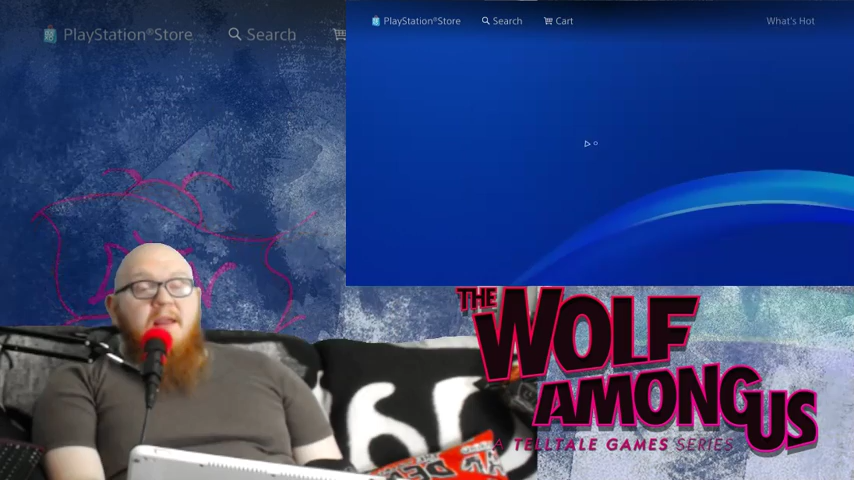 PlayStation®Store Search
PlayStation®Store Search Cart What's Hot
THE
WOLF
AMONG
US
A TELLTALE GAMES SERIES